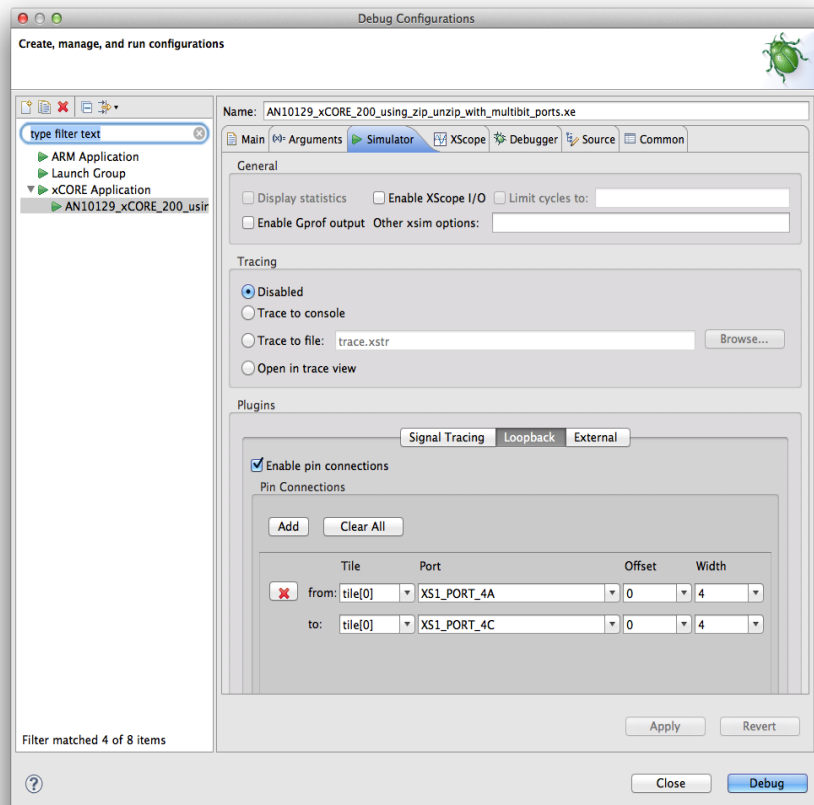 Debug Configurations
Create, manage, and run configurations
Name: AN10129_xCORE_200_using_zip_unzip_with_multibit_ports.xe
type filter text
Main (x)= Arguments Simulator XScope Debugger Source Common
ARM Application
Launch Group
xCORE Application
AN10129_xCORE_200_usin
General
Display statistics Enable XScope I/O Limit cycles to:
Enable Gprof output Other xsim options:
Tracing
Disabled
Trace to console
Trace to file: trace.xstr Browse...
Open in trace view
Plugins
Signal Tracing Loopback External
Enable pin connections
Pin Connections
Add Clear All
Tile Port Offset Width
from: tile[0] XS1_PORT_4A 0 4
to: tile[0] XS1_PORT_4C 0 4
Apply Revert
Filter matched 4 of 8 items
? Close Debug